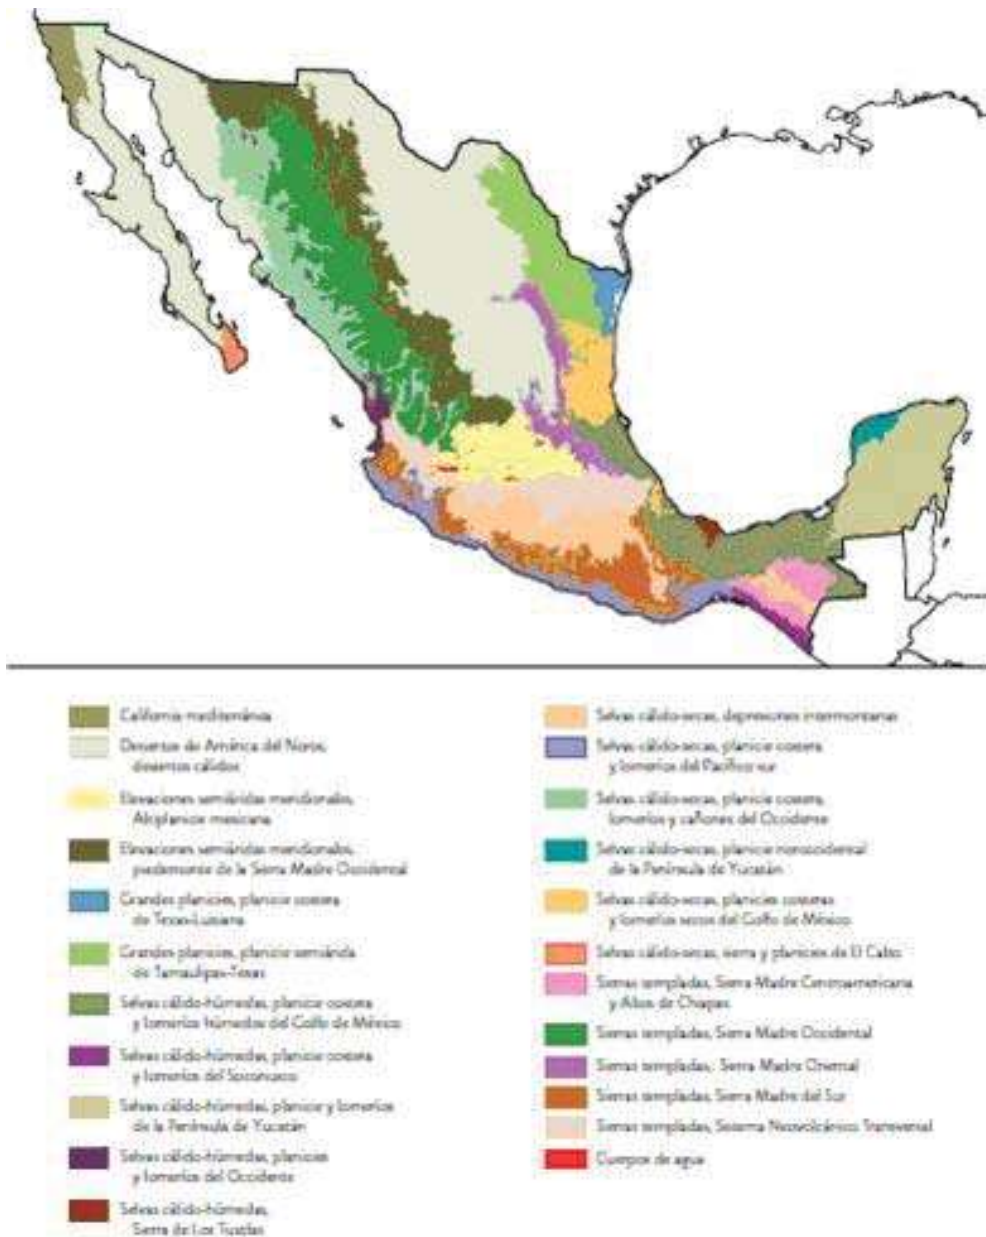 California mediterránea
Desiertos de América del Norte,
desiertos cálidos
Elevaciones semiáridas meridionales,
Altiplanicie mexicana
Elevaciones semiáridas meridionales,
piedemonte de la Sierra Madre Occidental
Grandes planicies, planicie costera
de Texas-Luisiana
Grandes planicies, planicie semiárida
de Tamaulipas-Texas
Selvas cálido-húmedas, planicie costera
y lomeríos húmedos del Golfo de México
Selvas cálido-húmedas, planicie costera
y lomeríos del Soconusco
Selvas cálido-húmedas, planicie y lomeríos
de la Península de Yucatán
Selvas cálido-húmedas, planicies
y lomeríos del Occidente
Selvas cálido-húmedas,
Sierra de Los Tuxtlas
Selvas cálido-secas, depresiones intermontanas
Selvas cálido-secas, planicie costera
y lomeríos del Pacífico sur
Selvas cálido-secas, planicie costera,
lomeríos y cañones del Occidente
Selvas cálido-secas, planicie noroccidental
de la Península de Yucatán
Selvas cálido-secas, planicies costeras
y lomeríos secos del Golfo de México
Selvas cálido-secas, sierra y planicies de El Cabo
Sierras templadas, Sierra Madre Centroamericana
y Altos de Chiapas
Sierras templadas, Sierra Madre Occidental
Sierras templadas, Sierra Madre Oriental
Sierras templadas, Sierra Madre del Sur
Sierras templadas, Sistema Neovolcánico Transversal
Cuerpos de agua